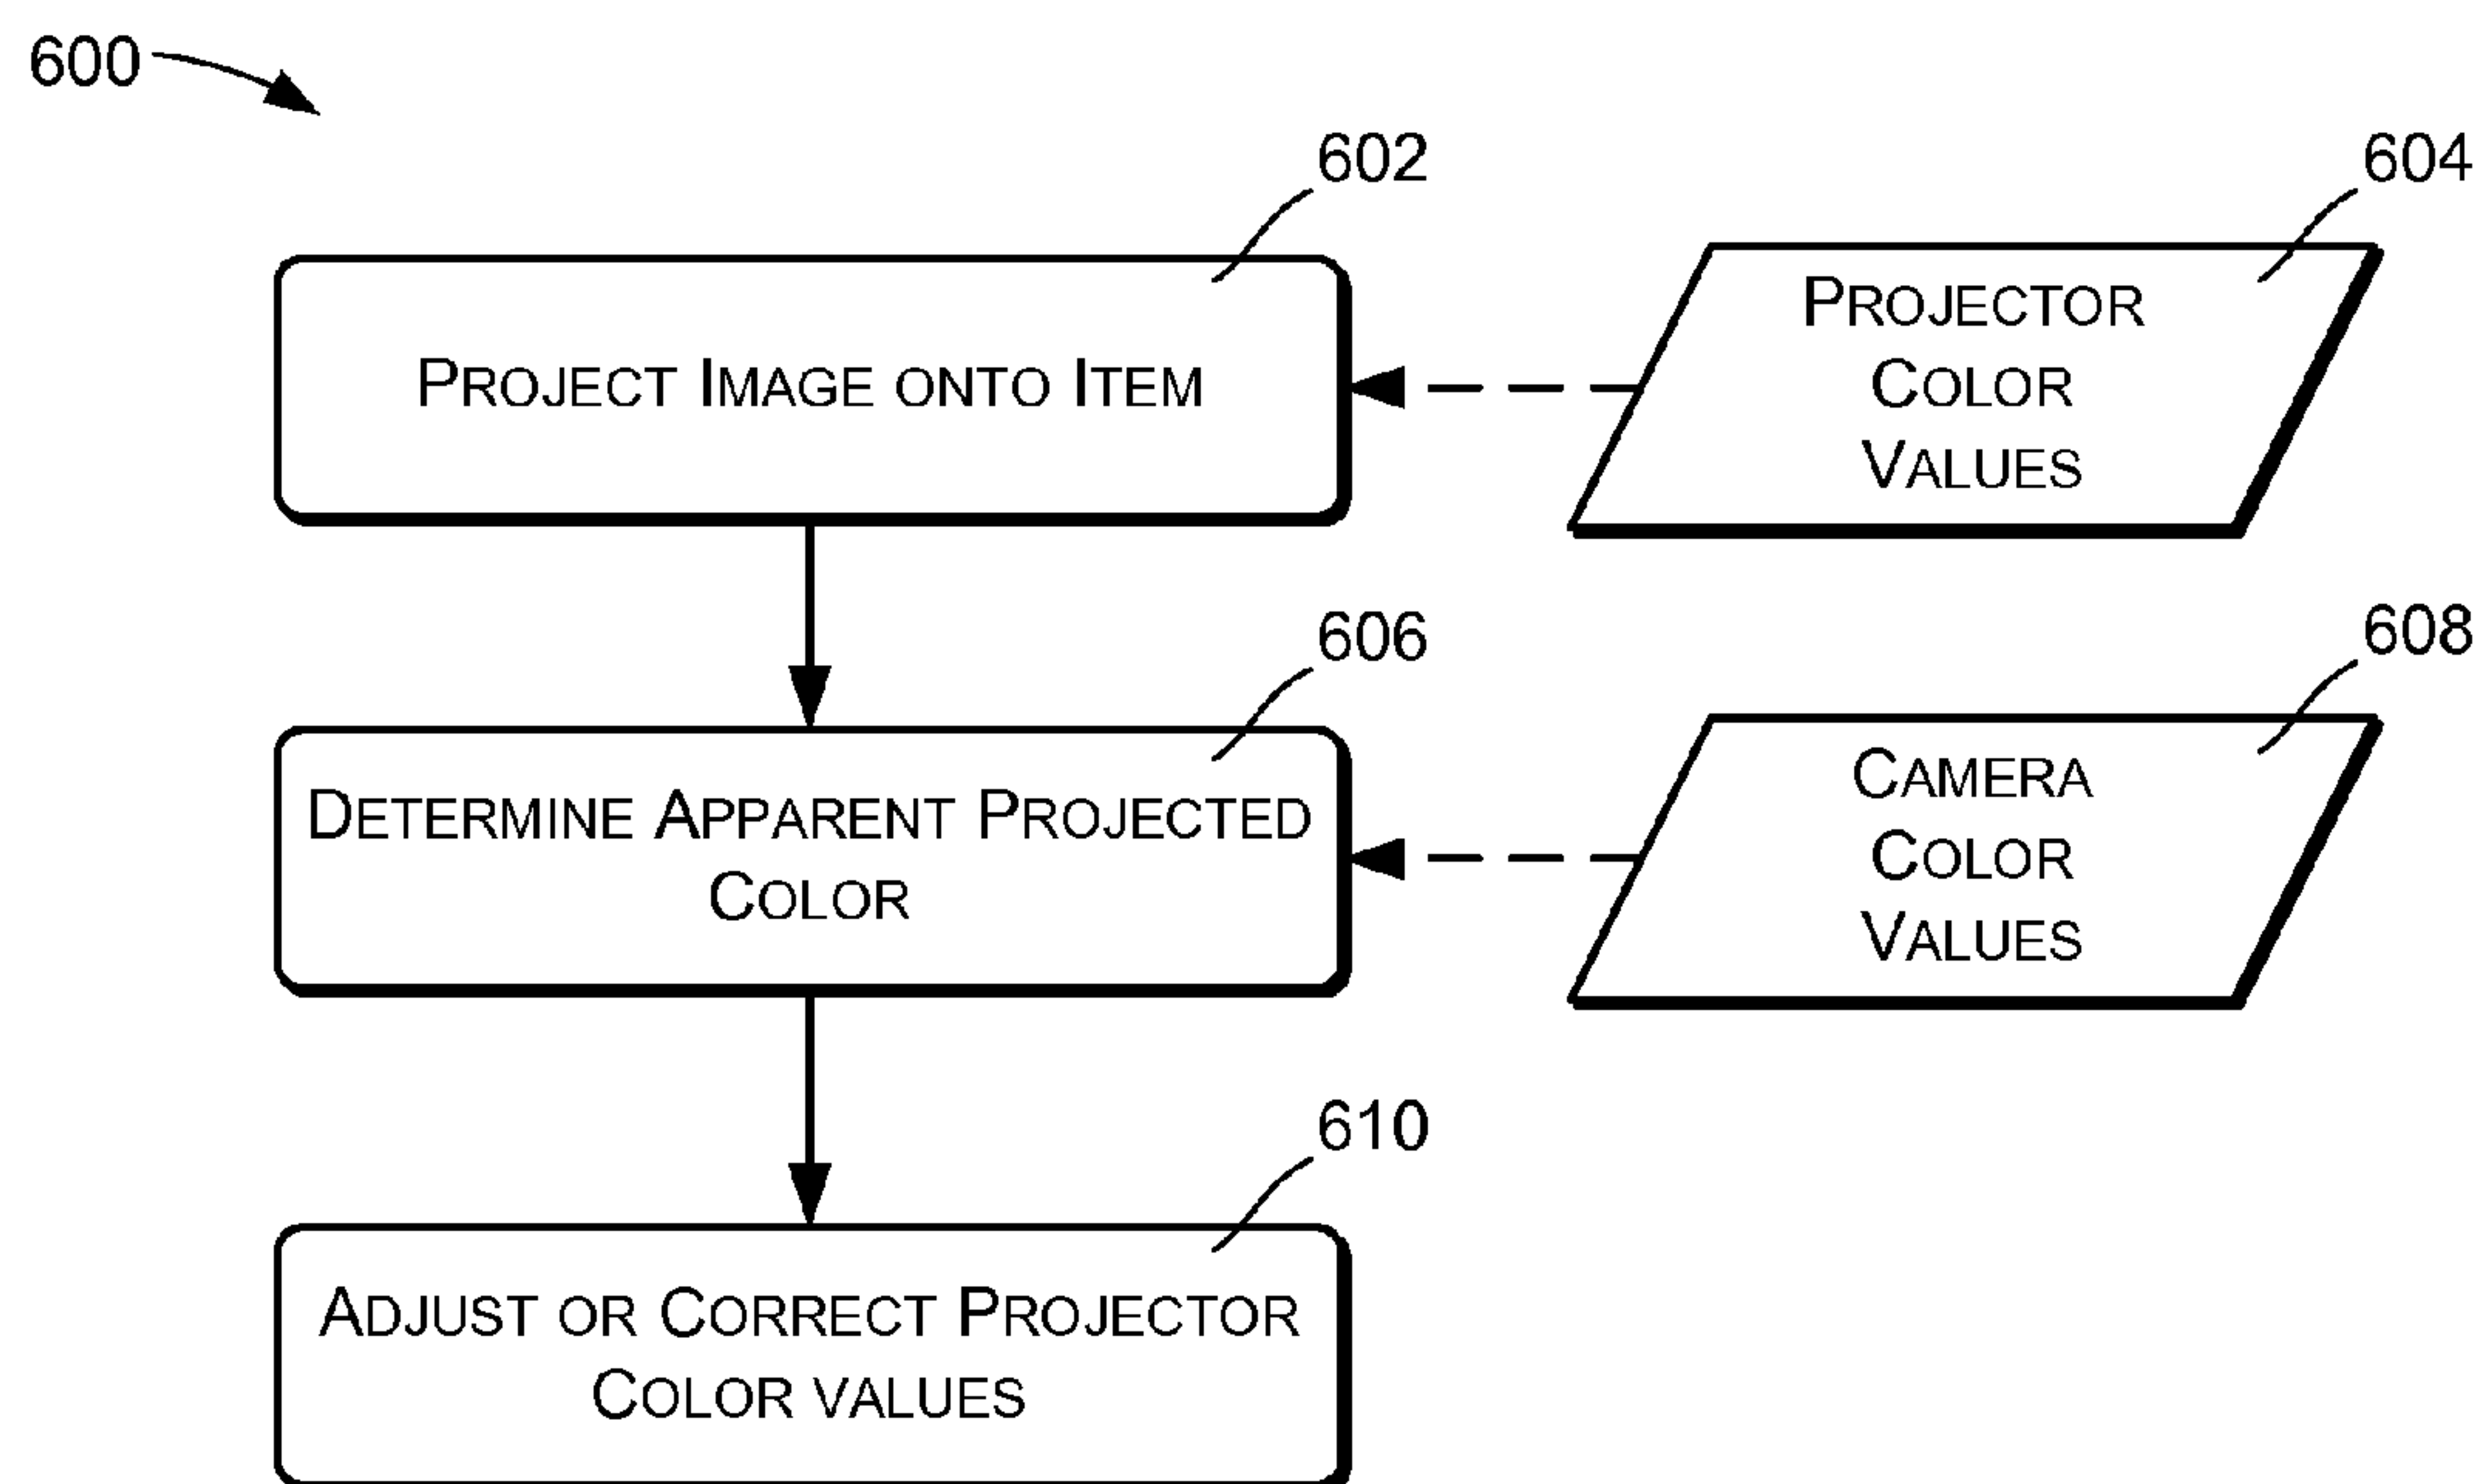 600
602
604
PROJECT IMAGE ONTO ITEM
PROJECTOR
COLOR
VALUES
606
608
DETERMINE APPARENT PROJECTED
COLOR
CAMERA
COLOR
VALUES
610
ADJUST OR CORRECT PROJECTOR
COLOR VALUES